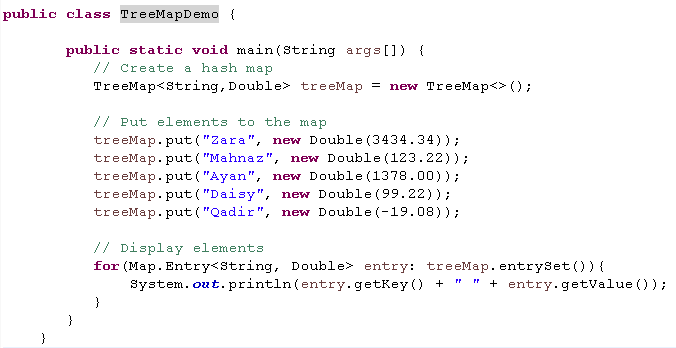 public class TreeMapDemo {
public static void main(String args[]) {
// Create a hash map
TreeMap<String,Double> treeMap = new TreeMap<>();
// Put elements to the map
treeMap.put("Zara", new Double(3434.34));
treeMap.put("Mahnaz", new Double(123.22));
treeMap.put("Ayan", new Double(1378.00));
treeMap.put("Daisy", new Double(99.22));
treeMap.put("Qadir", new Double(-19.08));
// Display elements
for(Map.Entry<String, Double> entry: treeMap.entrySet()){
System.out.println(entry.getKey() + " " + entry.getValue());
}
}
}